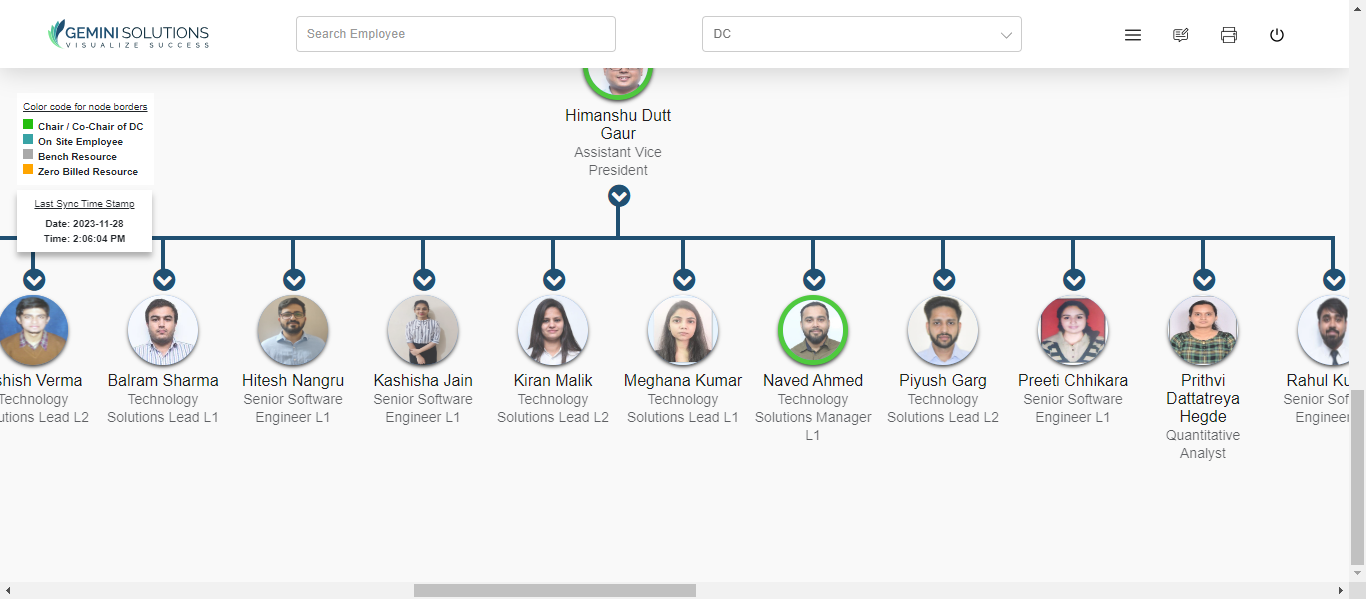 GEMINI SOLUTIONS
VISUALIZE SUCCESS
Search Employee
DC
Color code for node borders
Chair / Co-Chair of DC
On Site Employee
Bench Resource
Zero Billed Resource
Last Sync Time Stamp
Date: 2023-11-28
Time: 2:06:04 PM
Himanshu Dutt
Gaur
Assistant Vice
President
shish Verma
Technology
utions Lead L2
Balram Sharma
Technology
Solutions Lead L1
Hitesh Nangru
Senior Software
Engineer L1
Kashisha Jain
Senior Software
Engineer L1
Kiran Malik
Technology
Solutions Lead L2
Meghana Kumar
Technology
Solutions Lead L1
Naved Ahmed
Technology
Solutions Manager
L1
Piyush Garg
Technology
Solutions Lead L2
Preeti Chhikara
Senior Software
Engineer L1
Prithvi
Dattatreya
Hegde
Quantitative
Analyst
Rahul Ku
Senior Sof
Enginee